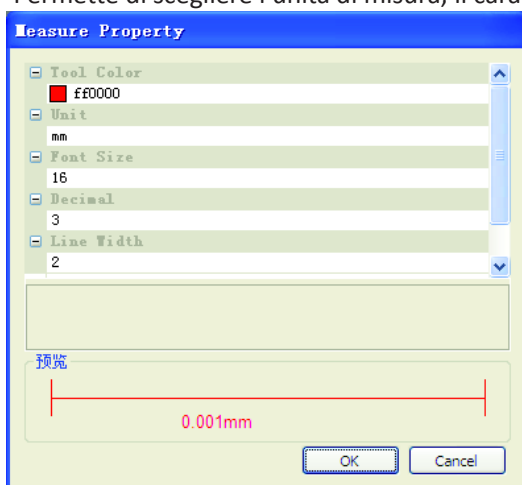 Permette di scegliere l'unità di misura, il
Measure Property
Tool Color
ff0000
Unit
mm
Font Size
16
Decimal
3
Line Width
2
预览
0.001mm
OK
Cancel